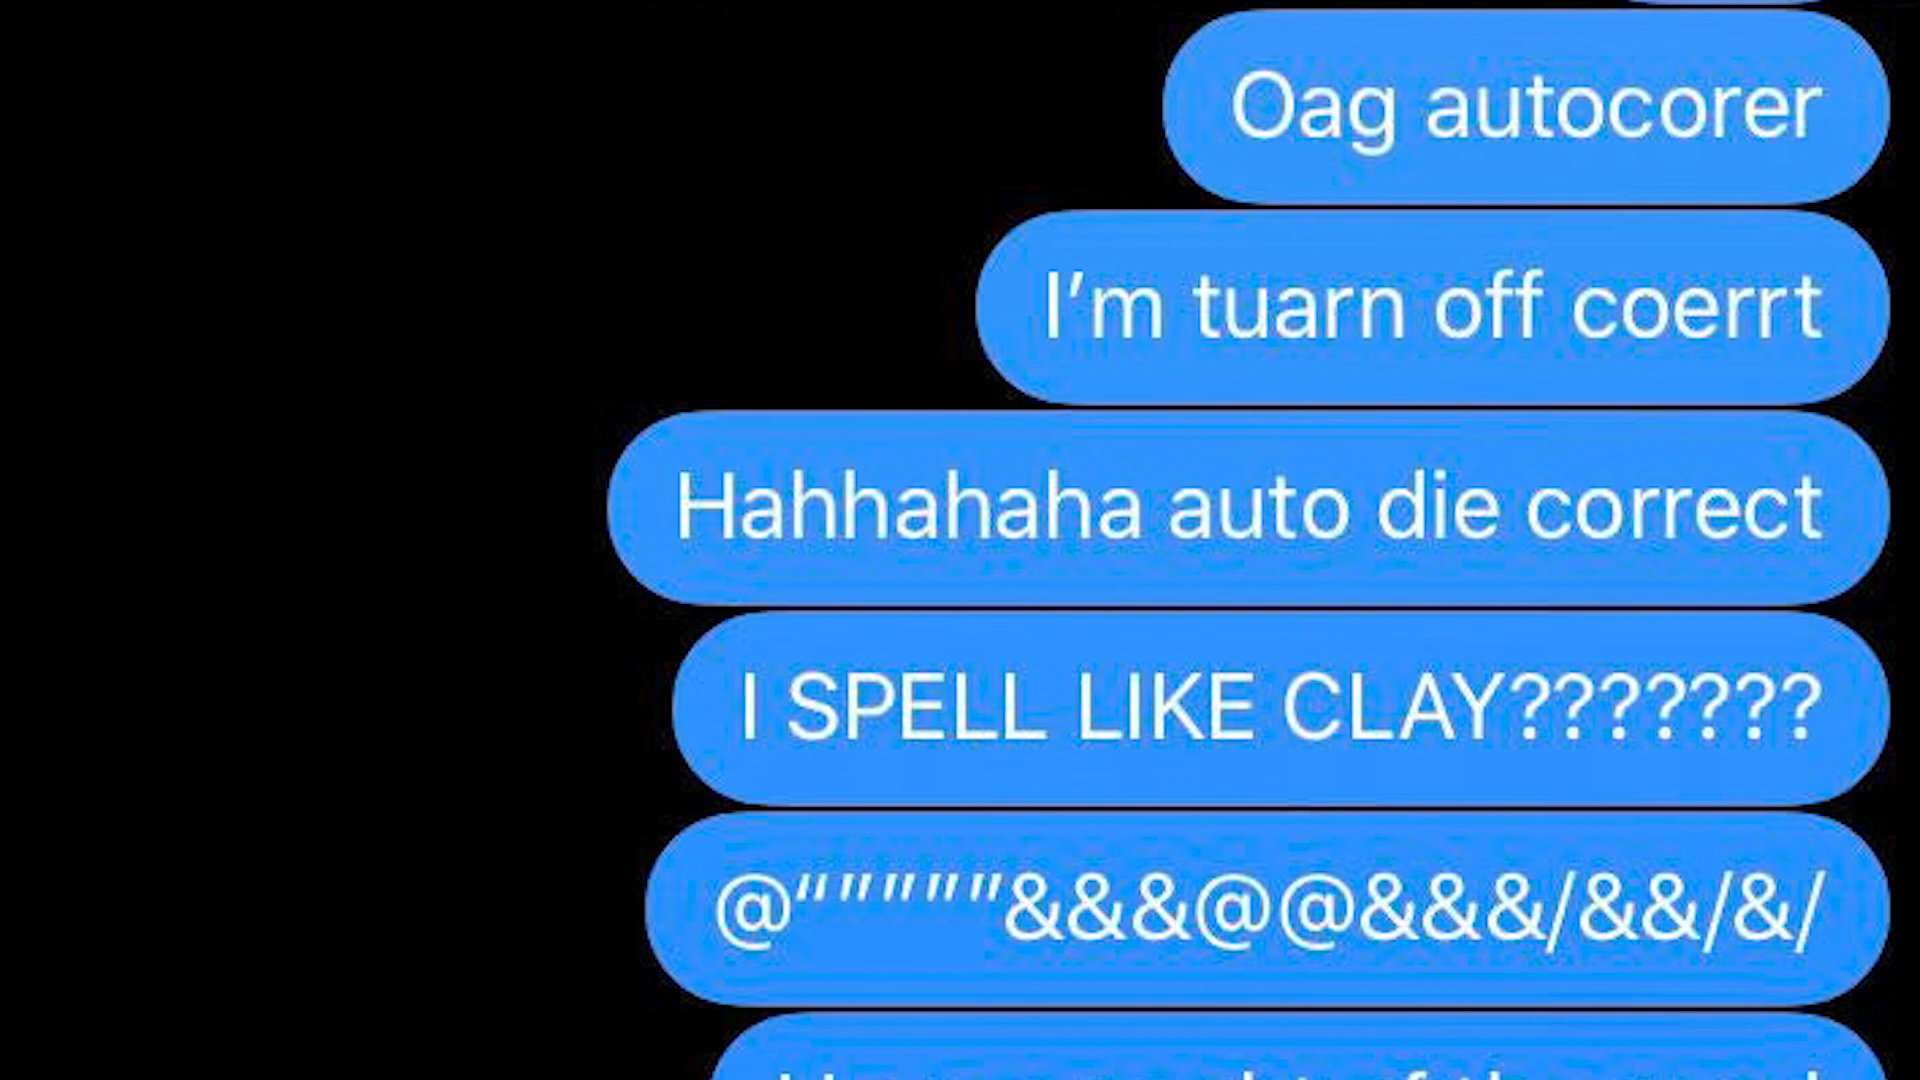 Oag autocorer
I'm tuarn off coerrt
Hahhahaha auto die correct
I SPELL LIKE CLAY???????
@“"""""&&&@@&&&/&&/&/